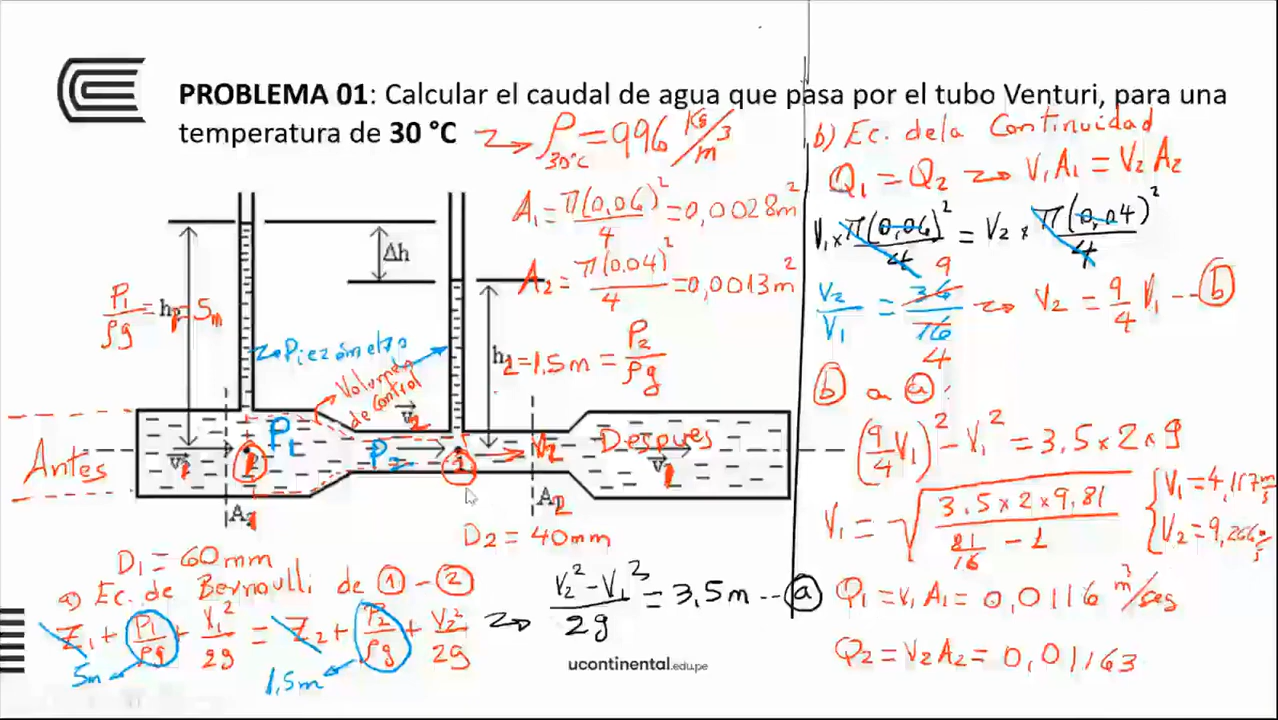 PROBLEMA 01: Calcular el caudal de agua que pasa por el tubo Venturi, para una
temperatura de 30 °C
ρ30°C = 996 Kg/m³
A₁ = π(0,06)²/4 = 0,0028 m²
A₂ = π(0.04)²/4 = 0,0013 m²
Δh
P₁/ρg = h₁ = 5m
Piezómetro
Volumen
de Control
h₂ = 1,5m = P₂/ρg
Antes
V₁
1
P₁
P₂
V₂
2
V₂
Despues
V₁
A₁
A₂
D₁ = 60mm
D₂ = 40mm
a) Ec. de Bernoulli de ① - ②
Z₁ + P₁/ρg + V₁²/2g = Z₂ + P₂/ρg + V₂²/2g
5m
1,5m
(V₂² - V₁²)/2g = 3,5m -- ⓐ
b) Ec. de la Continuidad
Q₁ = Q₂ → V₁A₁ = V₂A₂
V₁ × π(0,06)²/4 = V₂ × π(0,04)²/4
V₂/V₁ = 36/16 → V₂ = 9/4 V₁ -- ⓑ
9
4
ⓑ a ⓐ:
(9/4 V₁)² - V₁² = 3.5 × 2 × 9
V₁ = √(3.5 × 2 × 9,81 / (81/16 - 1))
V₁ = 4,117 m/s
V₂ = 9,266 m/s
Q₁ = V₁A₁ = 0,0116 m³/seg
Q₂ = V₂A₂ = 0,01163
ucontinental.edu.pe